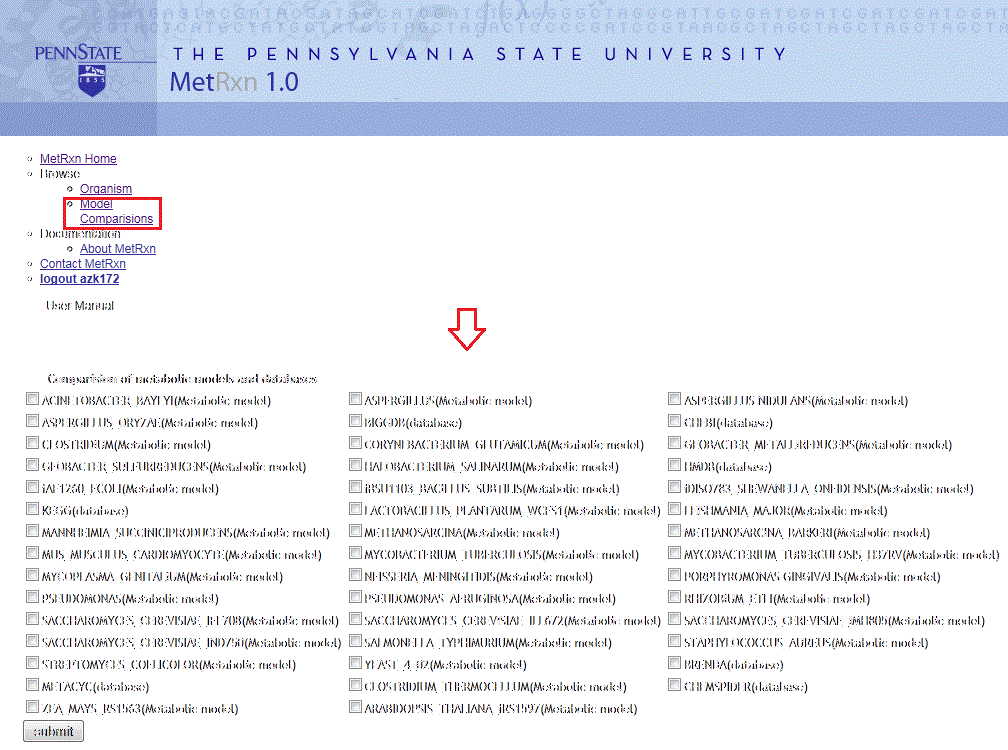 PENNSTATE
1855
THE PENNSYLVANIA STATE UNIVERSITY
MetRxn 1.0
MetRxn Home
Browse
Organism
Model
Comparisions
Documentation
About MetRxn
Contact MetRxn
logout azk172
User Manual
Comparision of metabolic models and databases
ACINETOBACTER_BAYLYI(Metabolic model) ASPERGILLUS(Metabolic model) ASPERGILLUS NIDULANS(Metabolic model)
ASPERGILLUS_ORYZAE(Metabolic model) BIGGDB(database) CHEBI(database)
CLOSTRIDIUM(Metabolic model) CORYNEBACTERIUM_GLUTAMICUM(Metabolic model) GEOBACTER_METALLIREDUCENS(Metabolic model)
GEOBACTER_SULFURREDUCENS(Metabolic model) HALOBACTERIUM_SALINARUM(Metabolic model) HMDB(database)
iAF1260_ECOLI(Metabolic model) iBSU1103_BACILLUS_SUBTILIS(Metabolic model) iDISO783_SHEWANELLA_ONEIDENSIS(Metabolic model)
KEGG(database) LACTOBACILLUS_PLANTARUM_WCFS1(Metabolic model) LEISHMANIA_MAJOR(Metabolic model)
MANNHEIMIA_SUCCINICIPRODUCENS(Metabolic model) METHANOSARCINA(Metabolic model) METHANOSARCINA_BARKERI(Metabolic model)
MUS_MUSCULUS_CARDIOMYOCYTE(Metabolic model) MYCOBACTERIUM_TUBERCULOSIS(Metabolic model) MYCOBACTERIUM_TUBERCULOSIS_H37RV(Metabolic model)
MYCOPLASMA_GENITALIUM(Metabolic model) NEISSERIA_MENINGITIDIS(Metabolic model) PORPHYROMONAS GINGIVALIS(Metabolic model)
PSEUDOMONAS(Metabolic model) PSEUDOMONAS_AERUGINOSA(Metabolic model) RHIZOBIUM_ETLI(Metabolic model)
SACCHAROMYCES_CEREVISIAE_iFF708(Metabolic model) SACCHAROMYCES_CEREVISIAE_iLL672(Metabolic model) SACCHAROMYCES_CEREVISIAE_iMH805(Metabolic model)
SACCHAROMYCES_CEREVISIAE_iND750(Metabolic model) SALMONELLA_TYPHIMURIUM(Metabolic model) STAPHYLOCOCCUS_AUREUS(Metabolic model)
STREPTOMYCES_COELICOLOR(Metabolic model) YEAST_4_02(Metabolic model) BRENDA(database)
METACYC(database) CLOSTRIDIUM_THERMOCELLUM(Metabolic model) CHEMSPIDER(database)
ZEA_MAYS_iRS1563(Metabolic model) ARABIDOPSIS_THALIANA_iRS1597(Metabolic model)
submit